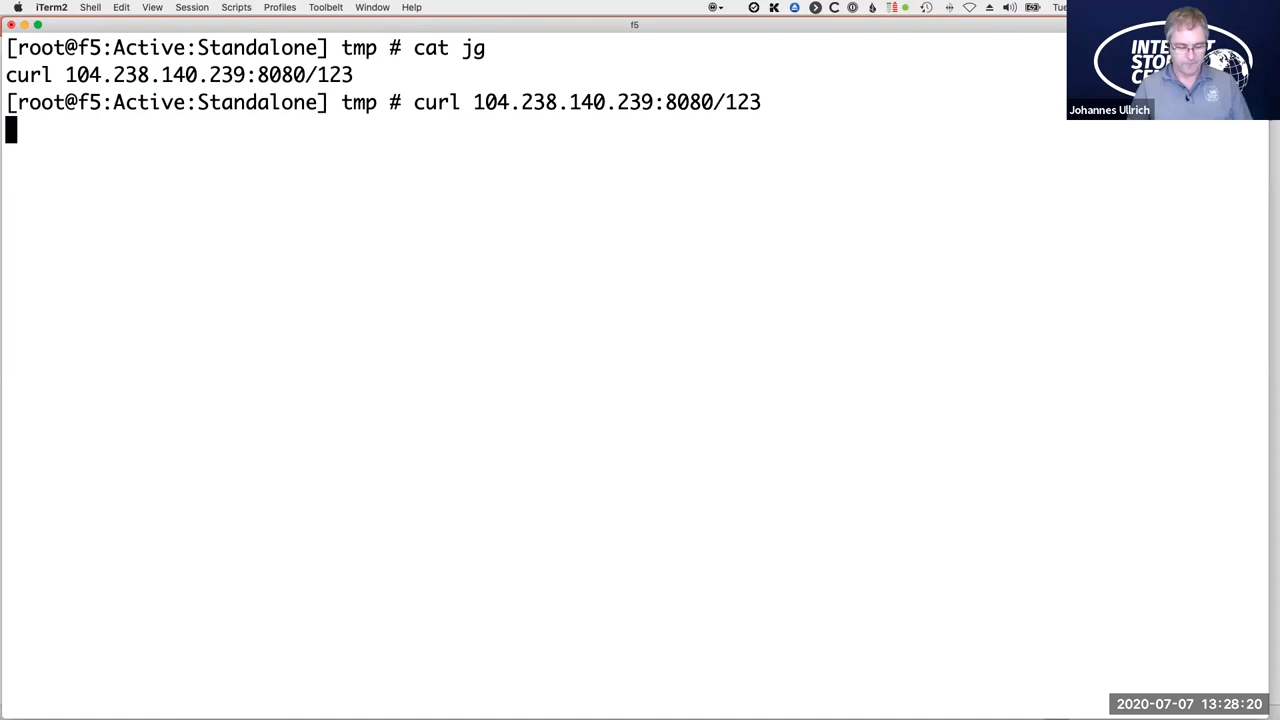 iTerm2 Shell Edit View Session Scripts Profiles Toolbelt Window Help
Tue
f5
[root@f5:Active:Standalone] tmp # cat jg
curl 104.238.140.239:8080/123
[root@f5:Active:Standalone] tmp # curl 104.238.140.239:8080/123
Johannes Ullrich
2020-07-07 13:28:20